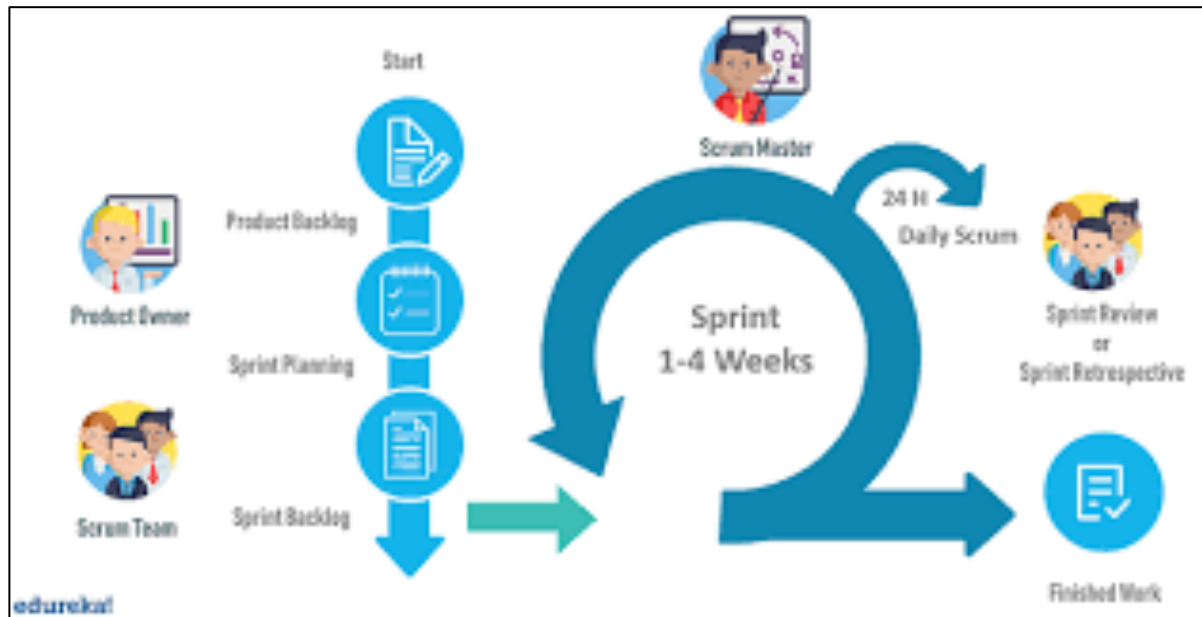 Start
Product Backlog
Product Owner
Sprint Planning
Scrum Team
Sprint Backlog
Scrum Master
24 H
Daily Scrum
Sprint
1-4 Weeks
Sprint Review
or
Sprint Retrospective
Finished Work
edureka!